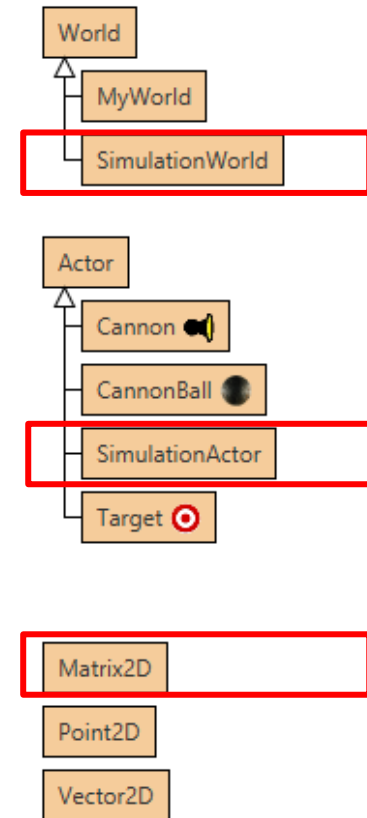 World
MyWorld
SimulationWorld
Actor
Cannon
CannonBall
SimulationActor
Target
Matrix2D
Point2D
Vector2D